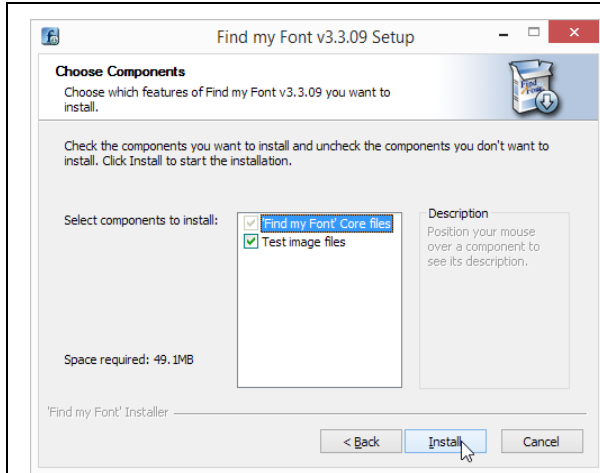 Find my Font v3.3.09 Setup
Choose Components
Choose which features of Find my Font v3.3.09 you want to
install.
Check the components you want to install and uncheck the components you don't want to
install. Click Install to start the installation.
Select components to install:
'Find my Font' Core files
Test image files
Description
Position your mouse
over a component to
see its description.
Space required: 49.1MB
'Find my Font' Installer
< Back
Install
Cancel